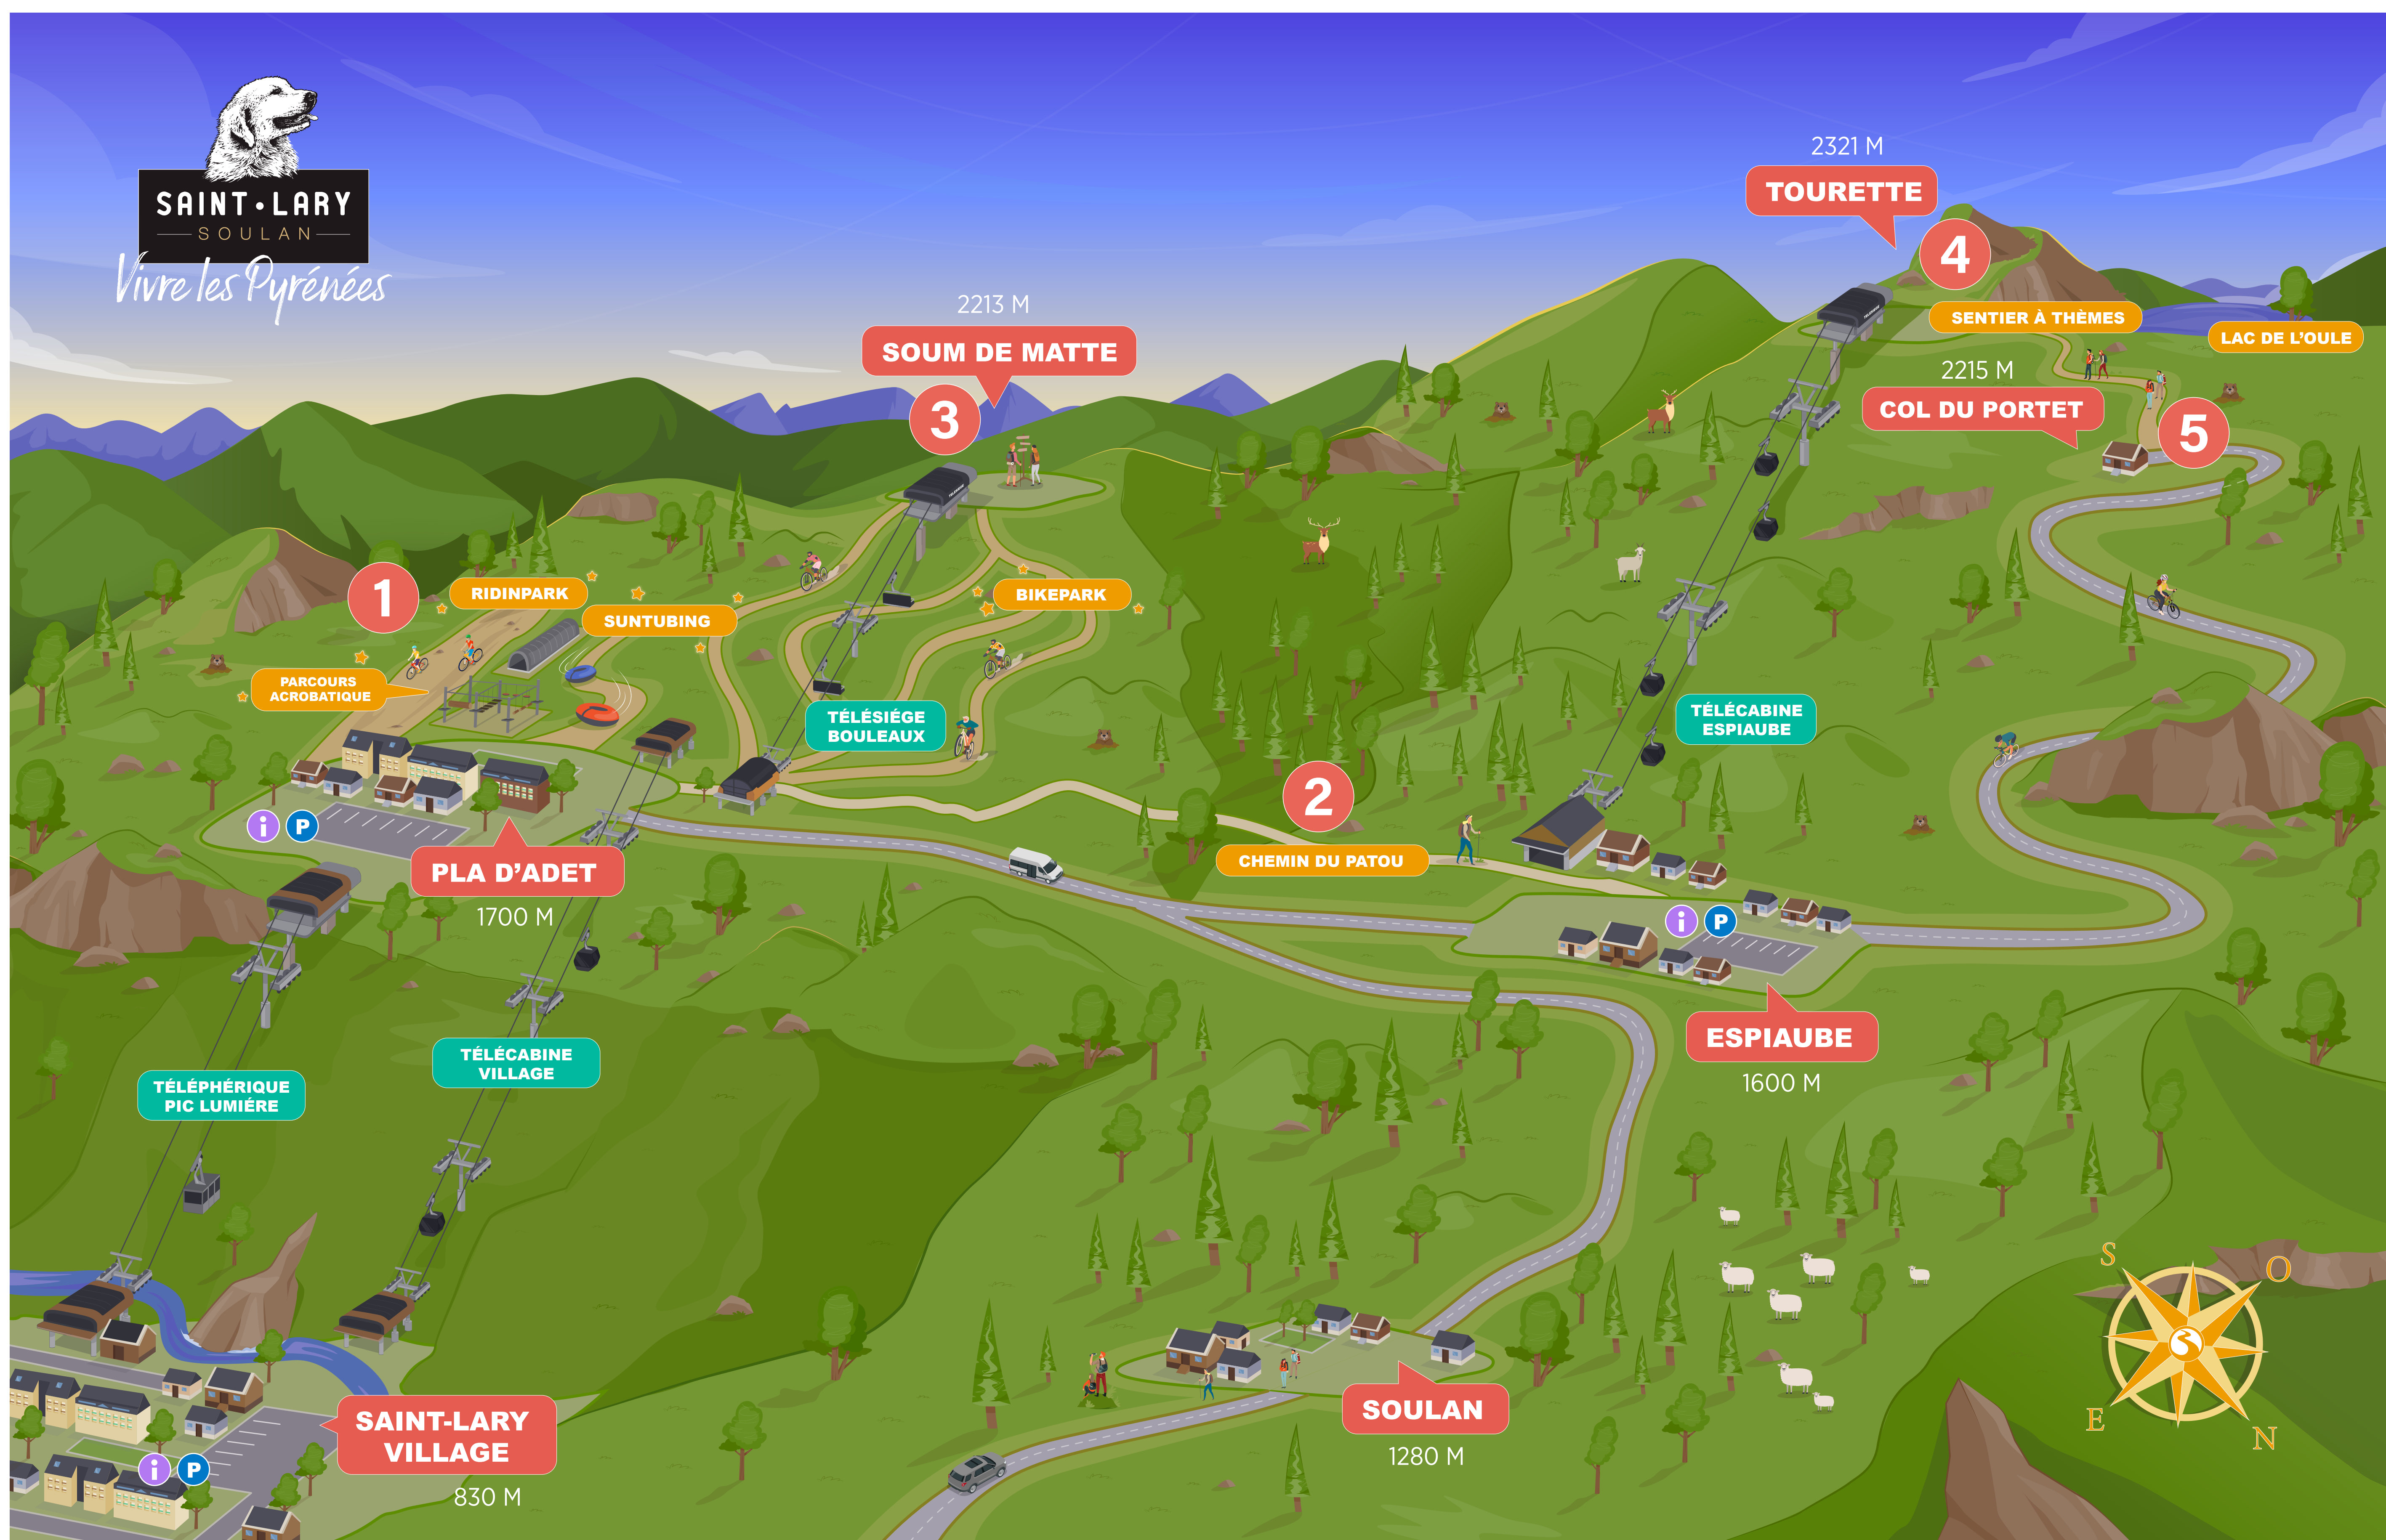 SAINT • LARY
SOULAN
Vivre les Pyrénées
2321 M
TOURETTE
4
SENTIER À THÈMES
LAC DE L'OULE
2215 M
COL DU PORTET
5
2213 M
SOUM DE MATTE
3
1
RIDINPARK
SUNTUBING
BIKEPARK
PARCOURS
ACROBATIQUE
TÉLÉSIÉGE
BOULEAUX
TÉLÉCABINE
ESPIAUBE
2
CHEMIN DU PATOU
i P
PLA D'ADET
1700 M
i P
ESPIAUBE
1600 M
TÉLÉCABINE
VILLAGE
TÉLÉPHÉRIQUE
PIC LUMIÉRE
SAINT-LARY
VILLAGE
830 M
i P
SOULAN
1280 M
S
O
E
N